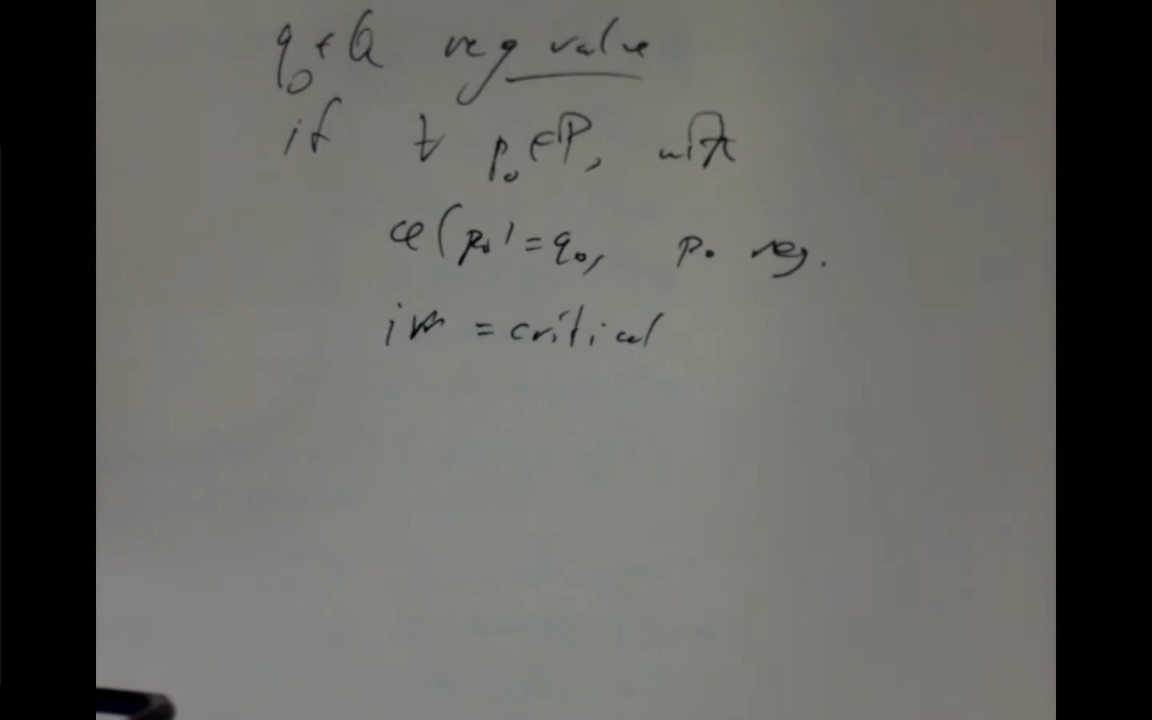 q₀ ∈ Q reg value
if ∀ p₀ ∈ P, with
φ(p₀) = q₀, p₀ reg.
= critical